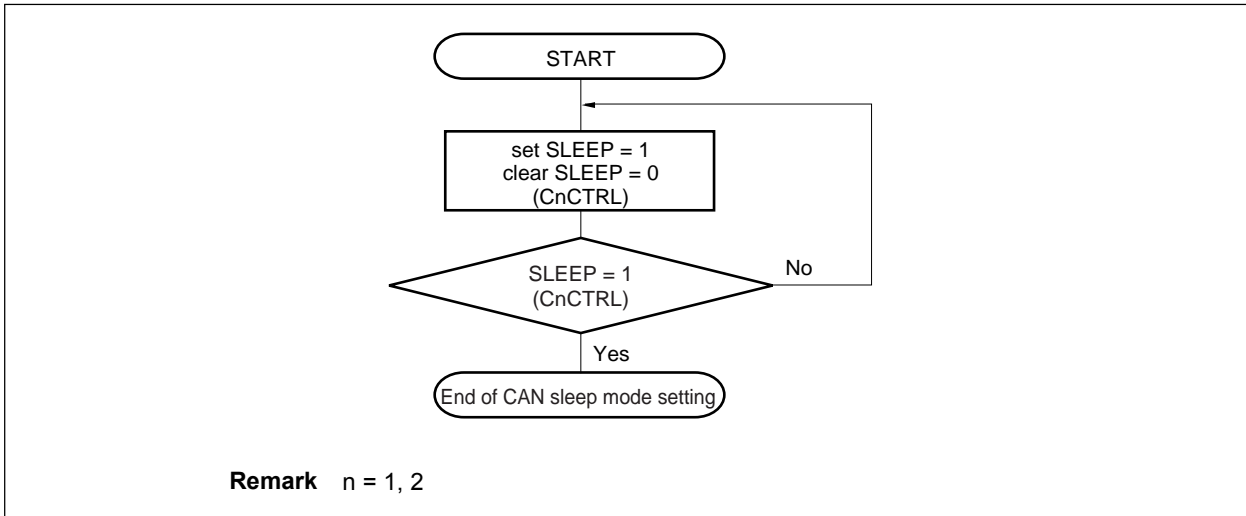 START
set SLEEP = 1
clear SLEEP = 0
(CnCTRL)
SLEEP = 1
(CnCTRL)
No
Yes
End of CAN sleep mode setting
Remark n = 1, 2